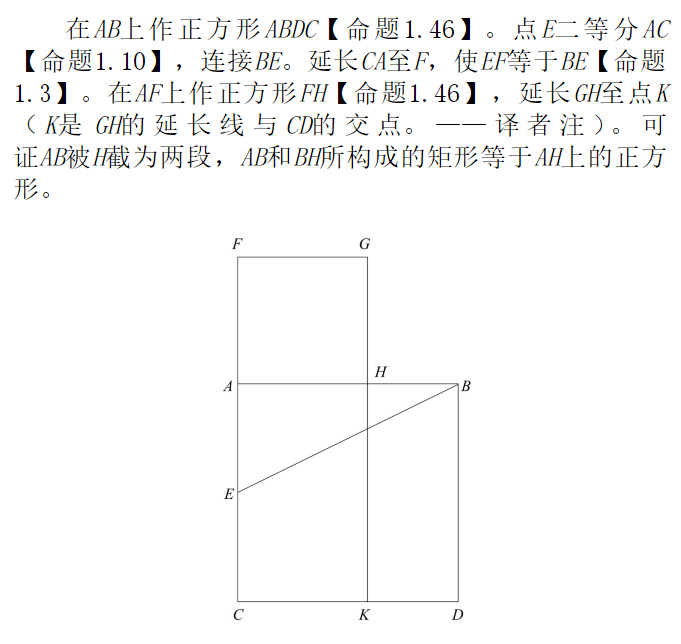 在AB上作正方形ABDC【命题1.46】。点E二等分AC
【命题1.10】，连接BE。延长CA至F，使EF等于BE【命题
1.3】。在AF上作正方形FH【命题1.46】，延长GH至点K
（K是GH的延长线与CD的交点。——译者注）。可
证AB被H截为两段，AB和BH所构成的矩形等于AH上的正方
形。
F G
H
A B
E
C K D